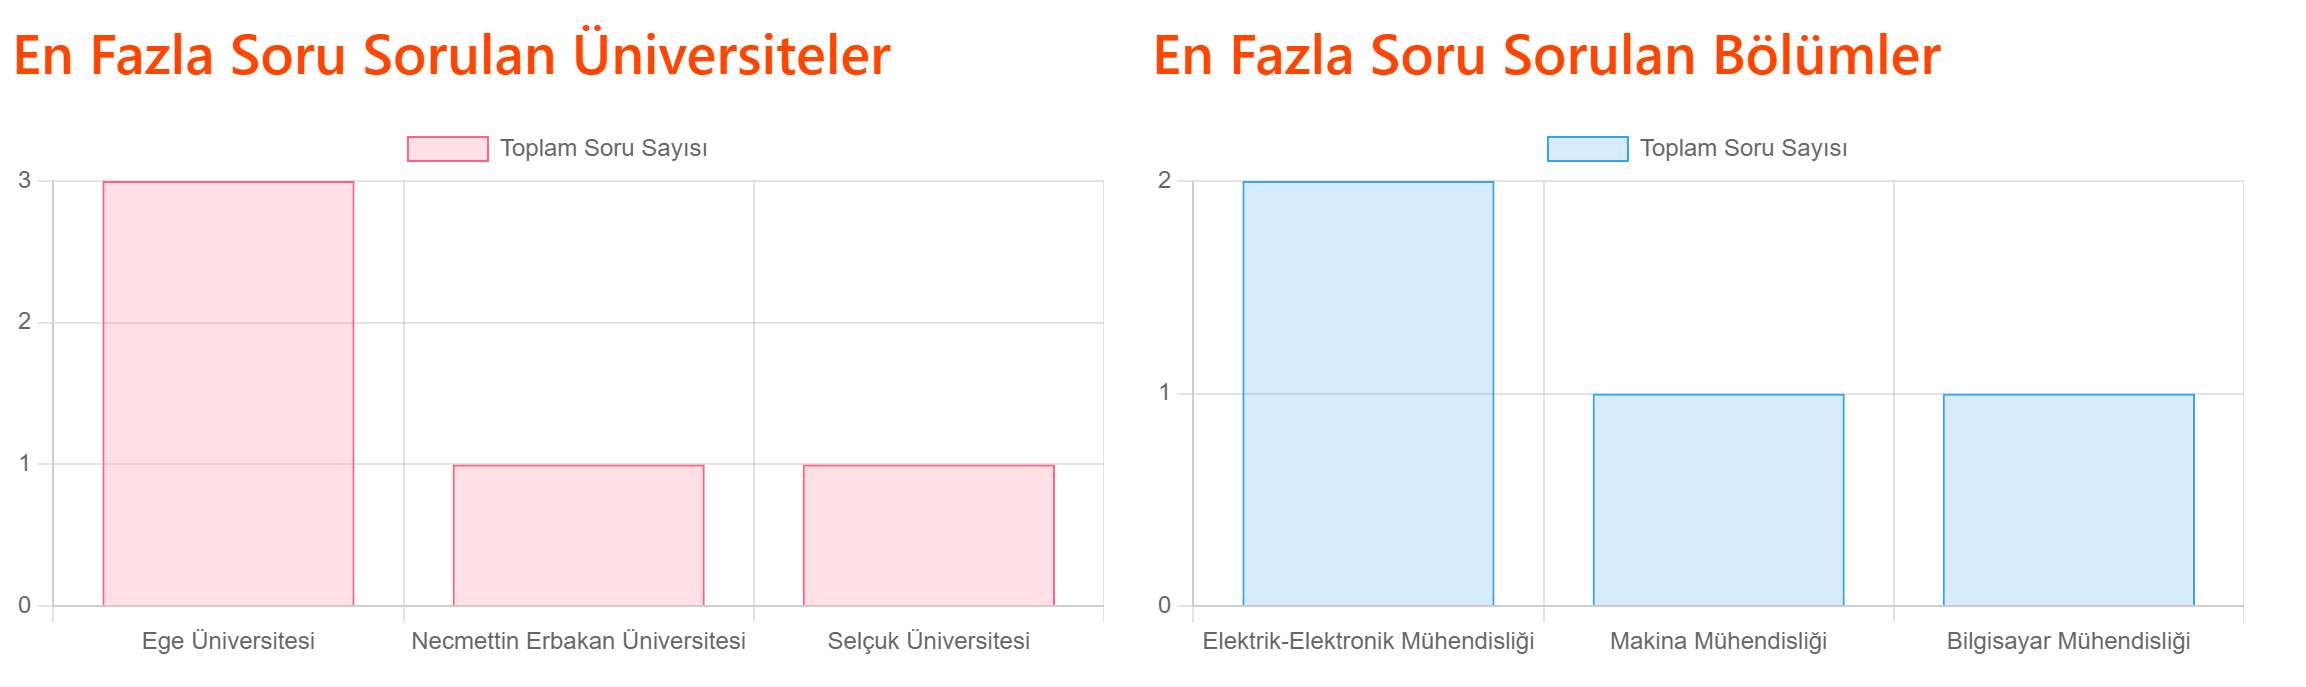 En Fazla Soru Sorulan Üniversiteler
Toplam Soru Sayısı
3
2
1
0
Ege Üniversitesi
Necmettin Erbakan Üniversitesi
Selçuk Üniversitesi
En Fazla Soru Sorulan Bölümler
Toplam Soru Sayısı
2
1
0
Elektrik-Elektronik Mühendisliği
Makina Mühendisliği
Bilgisayar Mühendisliği